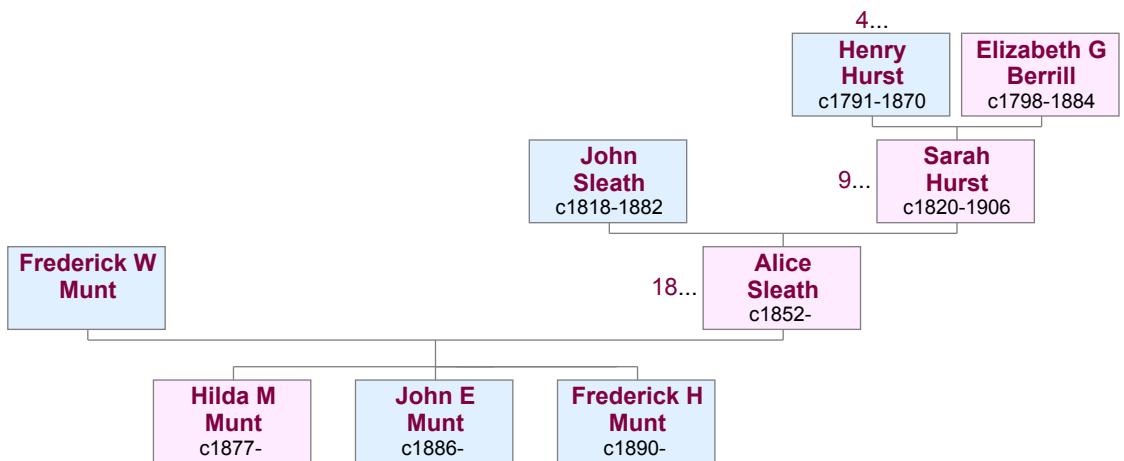 4...
Henry
Hurst
c1791-1870
Elizabeth G
Berrill
c1798-1884
John
Sleath
c1818-1882
9...
Sarah
Hurst
c1820-1906
Frederick W
Munt
18...
Alice
Sleath
c1852-
Hilda M
Munt
c1877-
John E
Munt
c1886-
Frederick H
Munt
c1890-